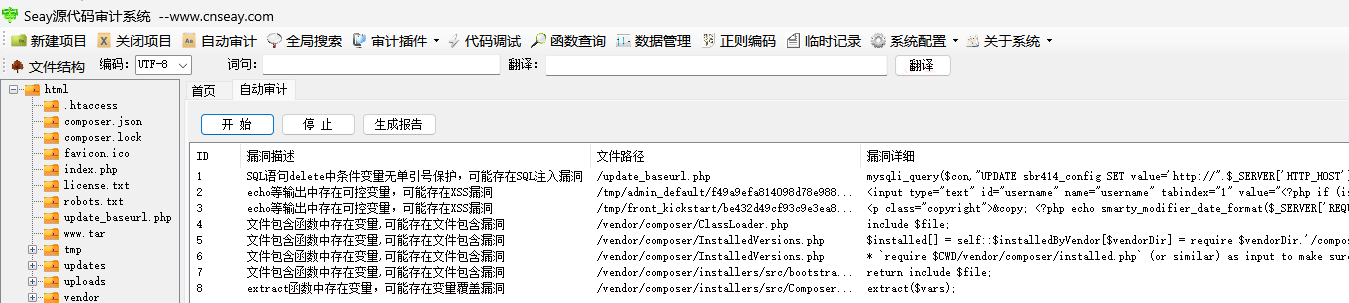 Seay源代码审计系统 --www.cnseay.com
新建项目 关闭项目 自动审计 全局搜索 审计插件 代码调试 函数查询 数据管理 正则编码 临时记录 系统配置 关于系统
文件结构 编码: UTF-8 词句: 翻译: 翻译
html
.htaccess
composer.json
composer.lock
favicon.ico
index.php
license.txt
robots.txt
update_baseurl.php
www.tar
tmp
updates
uploads
vendor
首页 自动审计
开 始 停 止 生成报告
ID 漏洞描述 文件路径 漏洞详细
1 SQL语句delete中条件变量无单引号保护，可能存在SQL注入漏洞 /update_baseurl.php mysqli_query($con,"UPDATE sbr414_config SET value='http://".$_SERVER['HTTP_HOST']
2 echo等输出中存在可控变量，可能存在XSS漏洞 /tmp/admin_default/f49a9efa814098d78e988... <input type="text" id="username" name="username" tabindex="1" value="<?php if (is
3 echo等输出中存在可控变量，可能存在XSS漏洞 /tmp/front_kickstart/be432d49cf93c9e3ea8... <p class="copyright">&copy; <?php echo smarty_modifier_date_format($_SERVER['REQU
4 文件包含函数中存在变量,可能存在文件包含漏洞 /vendor/composer/ClassLoader.php include $file;
5 文件包含函数中存在变量,可能存在文件包含漏洞 /vendor/composer/InstalledVersions.php $installed[] = self::$installedByVendor[$vendorDir] = require $vendorDir.'/compos
6 文件包含函数中存在变量,可能存在文件包含漏洞 /vendor/composer/InstalledVersions.php * `require $CWD/vendor/composer/installed.php` (or similar) as input to make sure
7 文件包含函数中存在变量,可能存在文件包含漏洞 /vendor/composer/installers/src/bootstra... return include $file;
8 extract函数中存在变量，可能存在变量覆盖漏洞 /vendor/composer/installers/src/Composer... extract($vars);